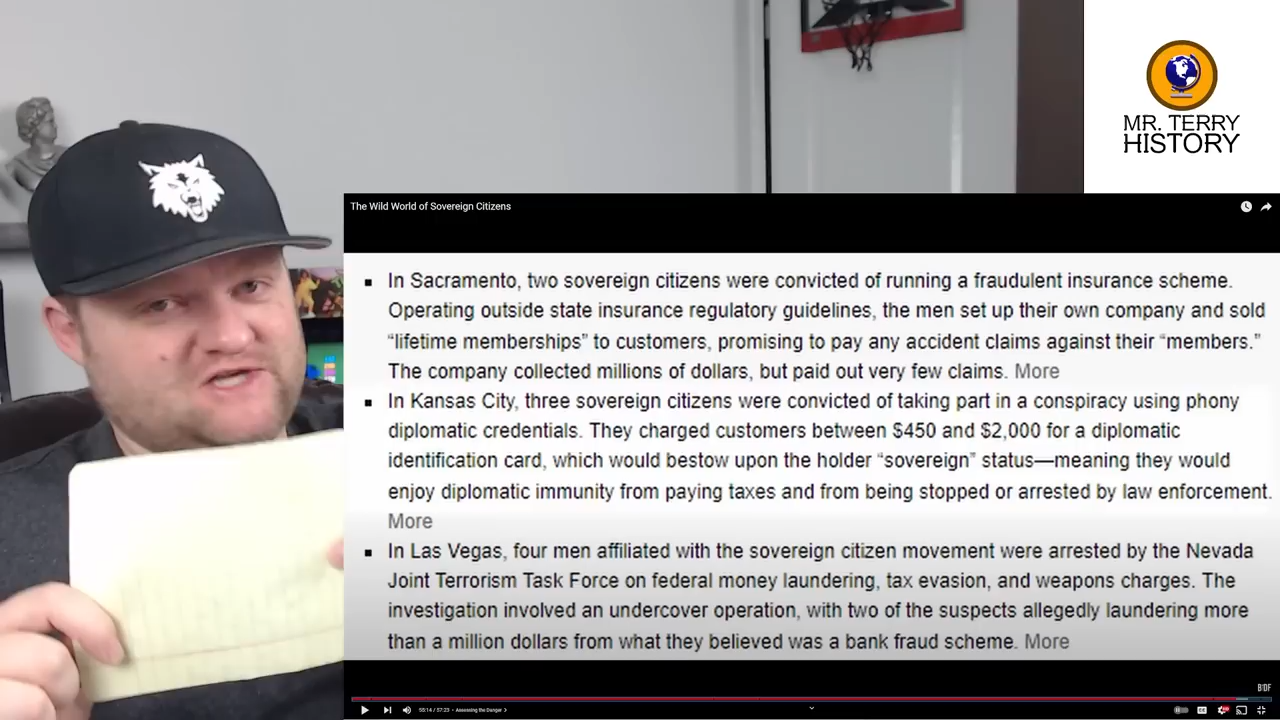 MR. TERRY
HISTORY
The Wild World of Sovereign Citizens
▪ In Sacramento, two sovereign citizens were convicted of running a fraudulent insurance scheme.
Operating outside state insurance regulatory guidelines, the men set up their own company and sold
“lifetime memberships” to customers, promising to pay any accident claims against their “members.”
The company collected millions of dollars, but paid out very few claims. More
▪ In Kansas City, three sovereign citizens were convicted of taking part in a conspiracy using phony
diplomatic credentials. They charged customers between $450 and $2,000 for a diplomatic
identification card, which would bestow upon the holder “sovereign” status—meaning they would
enjoy diplomatic immunity from paying taxes and from being stopped or arrested by law enforcement.
More
▪ In Las Vegas, four men affiliated with the sovereign citizen movement were arrested by the Nevada
Joint Terrorism Task Force on federal money laundering, tax evasion, and weapons charges. The
investigation involved an undercover operation, with two of the suspects allegedly laundering more
than a million dollars from what they believed was a bank fraud scheme. More
55:14 / 57:23 • Assessing the Danger >